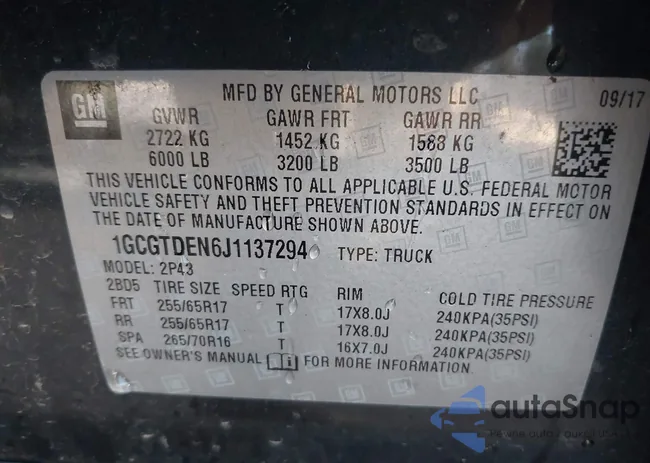 GM
MFD BY GENERAL MOTORS LLC 09/17
GVWR GAWR FRT GAWR RR
2722 KG 1452 KG 1588 KG
6000 LB 3200 LB 3500 LB
THIS VEHICLE CONFORMS TO ALL APPLICABLE U.S. FEDERAL MOTOR
VEHICLE SAFETY AND THEFT PREVENTION STANDARDS IN EFFECT ON
THE DATE OF MANUFACTURE SHOWN ABOVE.
1GCGTDEN6J1137294 TYPE: TRUCK
MODEL: 2P43
2BD5 TIRE SIZE SPEED RTG RIM COLD TIRE PRESSURE
FRT 255/65R17 T 17X8.0J 240KPA(35PSI)
RR 255/65R17 T 17X8.0J 240KPA(35PSI)
SPA 265/70R16 T 16X7.0J 240KPA(35PSI)
SEE OWNER'S MANUAL i FOR MORE INFORMATION.
autoSnap